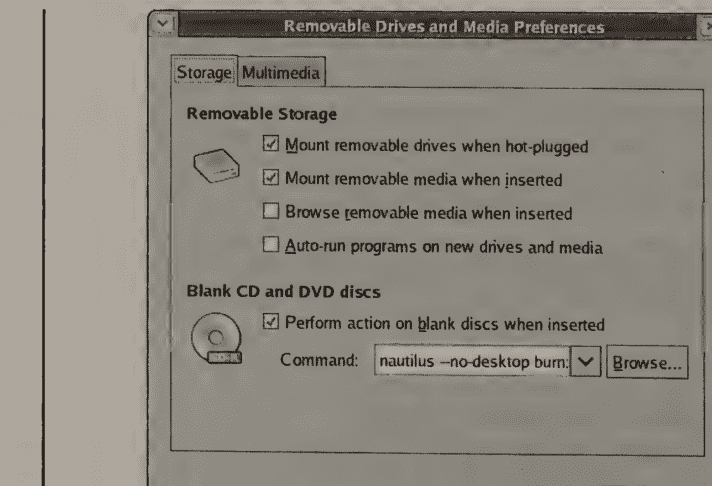 Removable Drives and Media Preferences
Storage Multimedia
Removable Storage
Mount removable drives when hot-plugged
Mount removable media when inserted
Browse removable media when inserted
Auto-run programs on new drives and media
Blank CD and DVD discs
Perform action on blank discs when inserted
Command: nautilus --no-desktop burn: Browse...